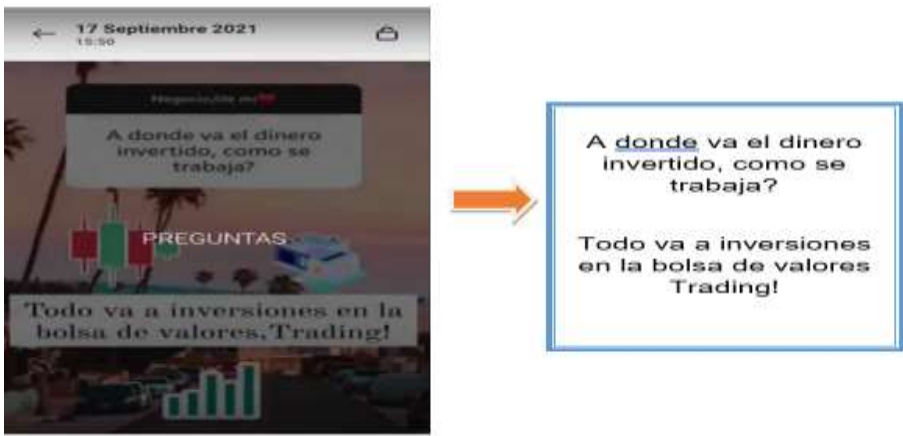 17 Septiembre 2021
15:50
A donde va el dinero
invertido, como se
trabaja?
PREGUNTAS
Todo va a inversiones en la
bolsa de valores,Trading!
A donde va el dinero
invertido, como se
trabaja?
Todo va a inversiones
en la bolsa de valores
Trading!